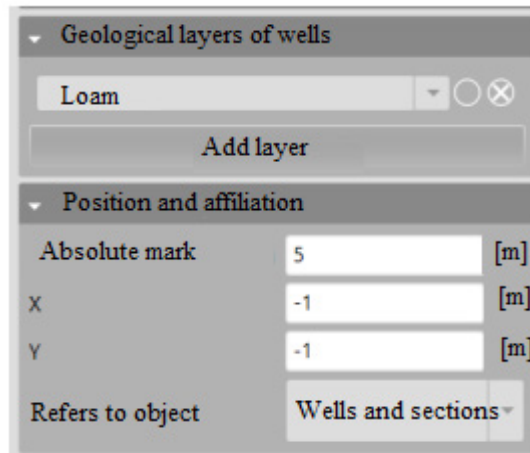 Geological layers of wells
Loam
Add layer
Position and affiliation
Absolute mark 5 [m]
X -1 [m]
Y -1 [m]
Refers to object Wells and sections